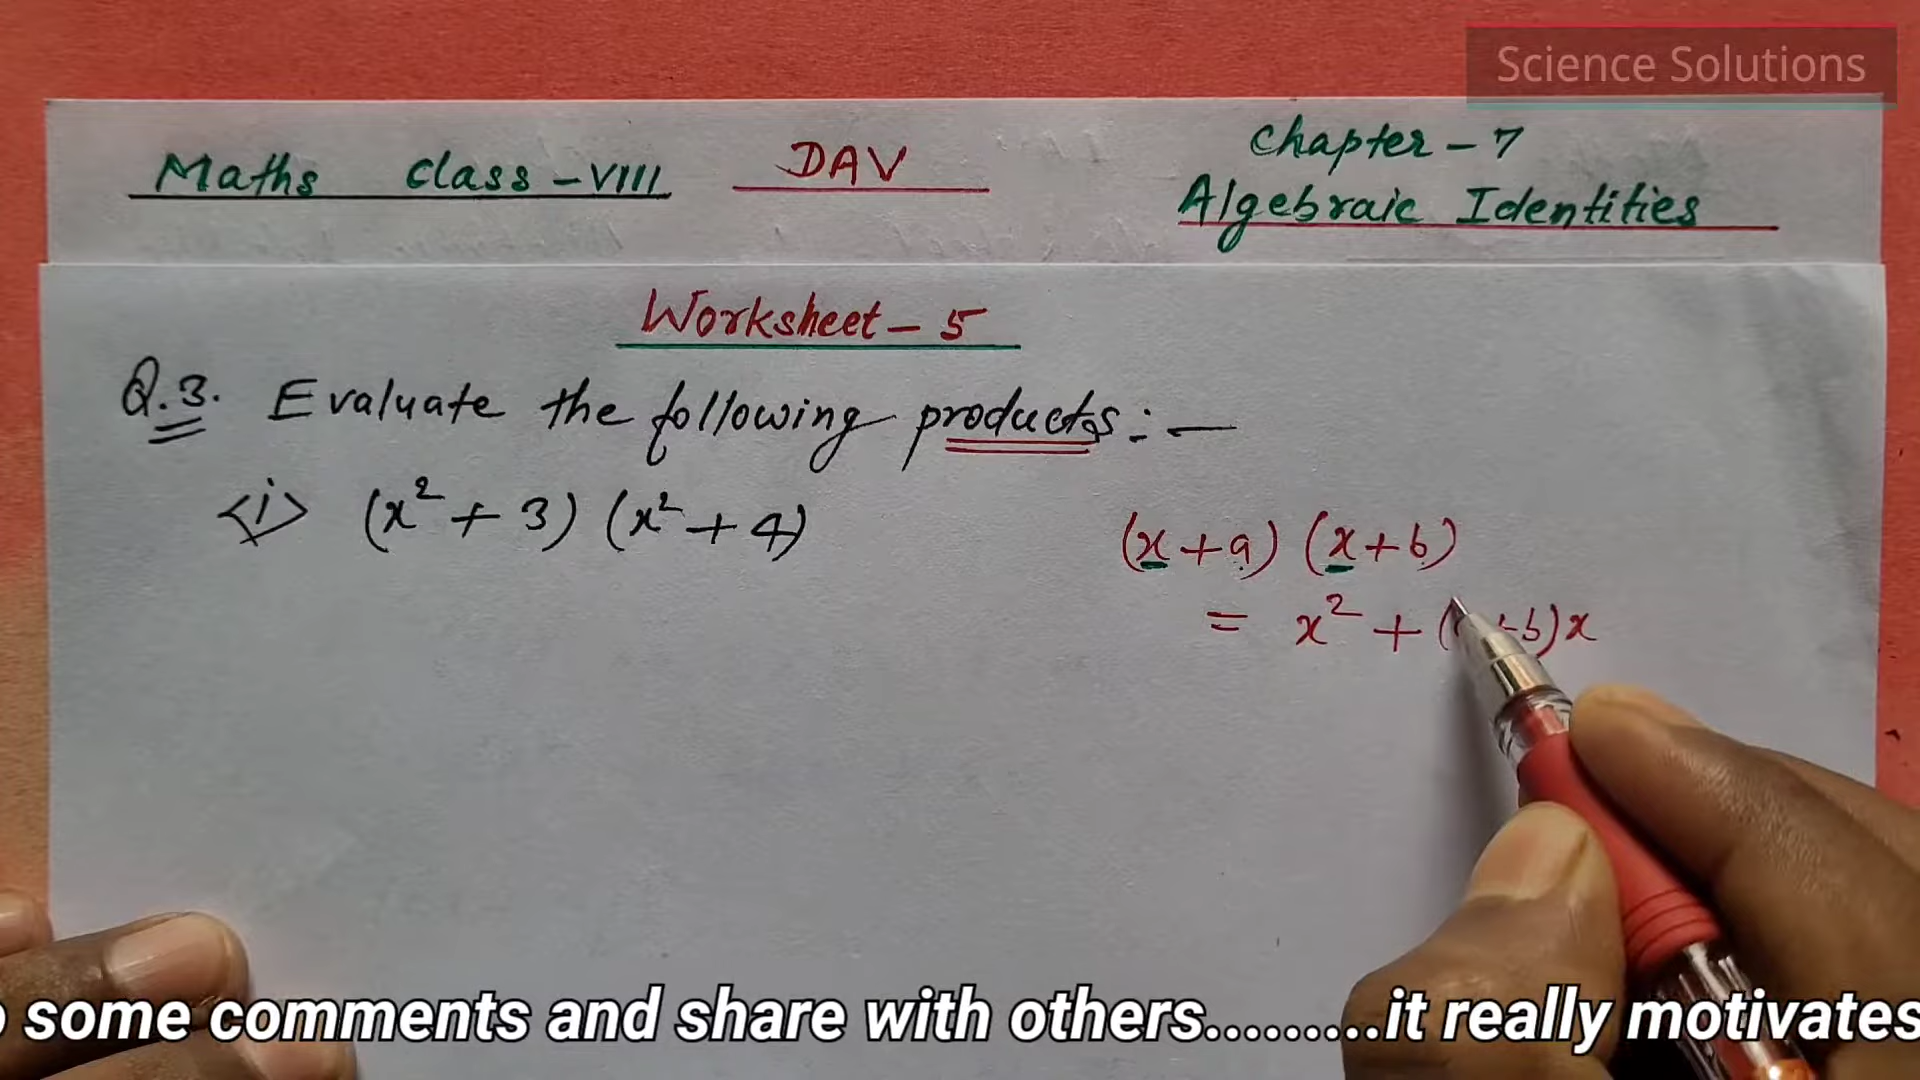 Science Solutions
Maths Class - VIII DAV Chapter - 7
Algebraic Identities
Worksheet - 5
Q.3. Evaluate the following products : —
<i> (x² + 3) (x² + 4)
(x + a) (x + b)
= x² + ( + b)x
some comments and share with others.........it really motivates